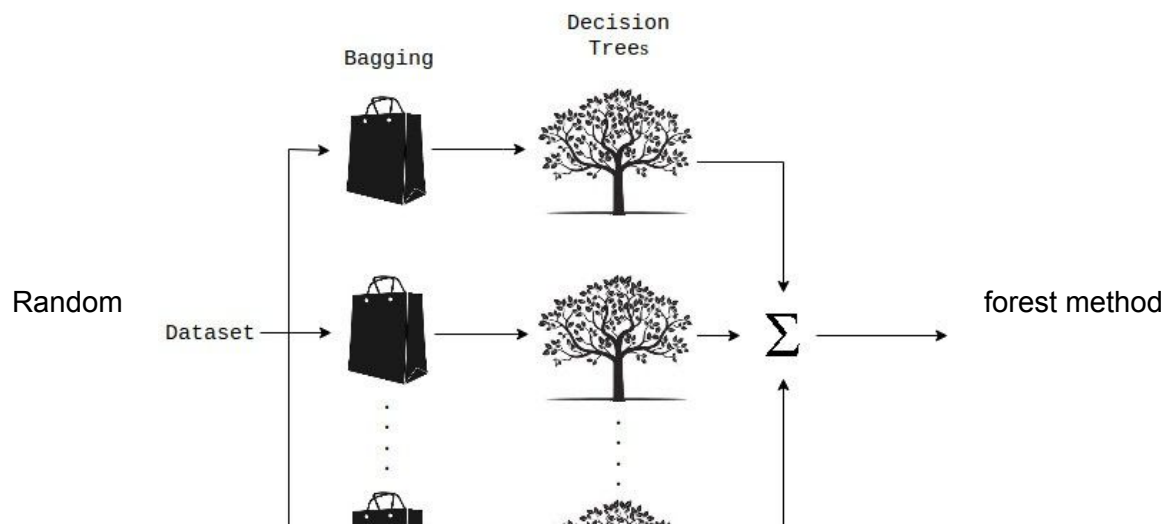 Decision
Trees
Bagging
Random
forest method
Dataset
Σ